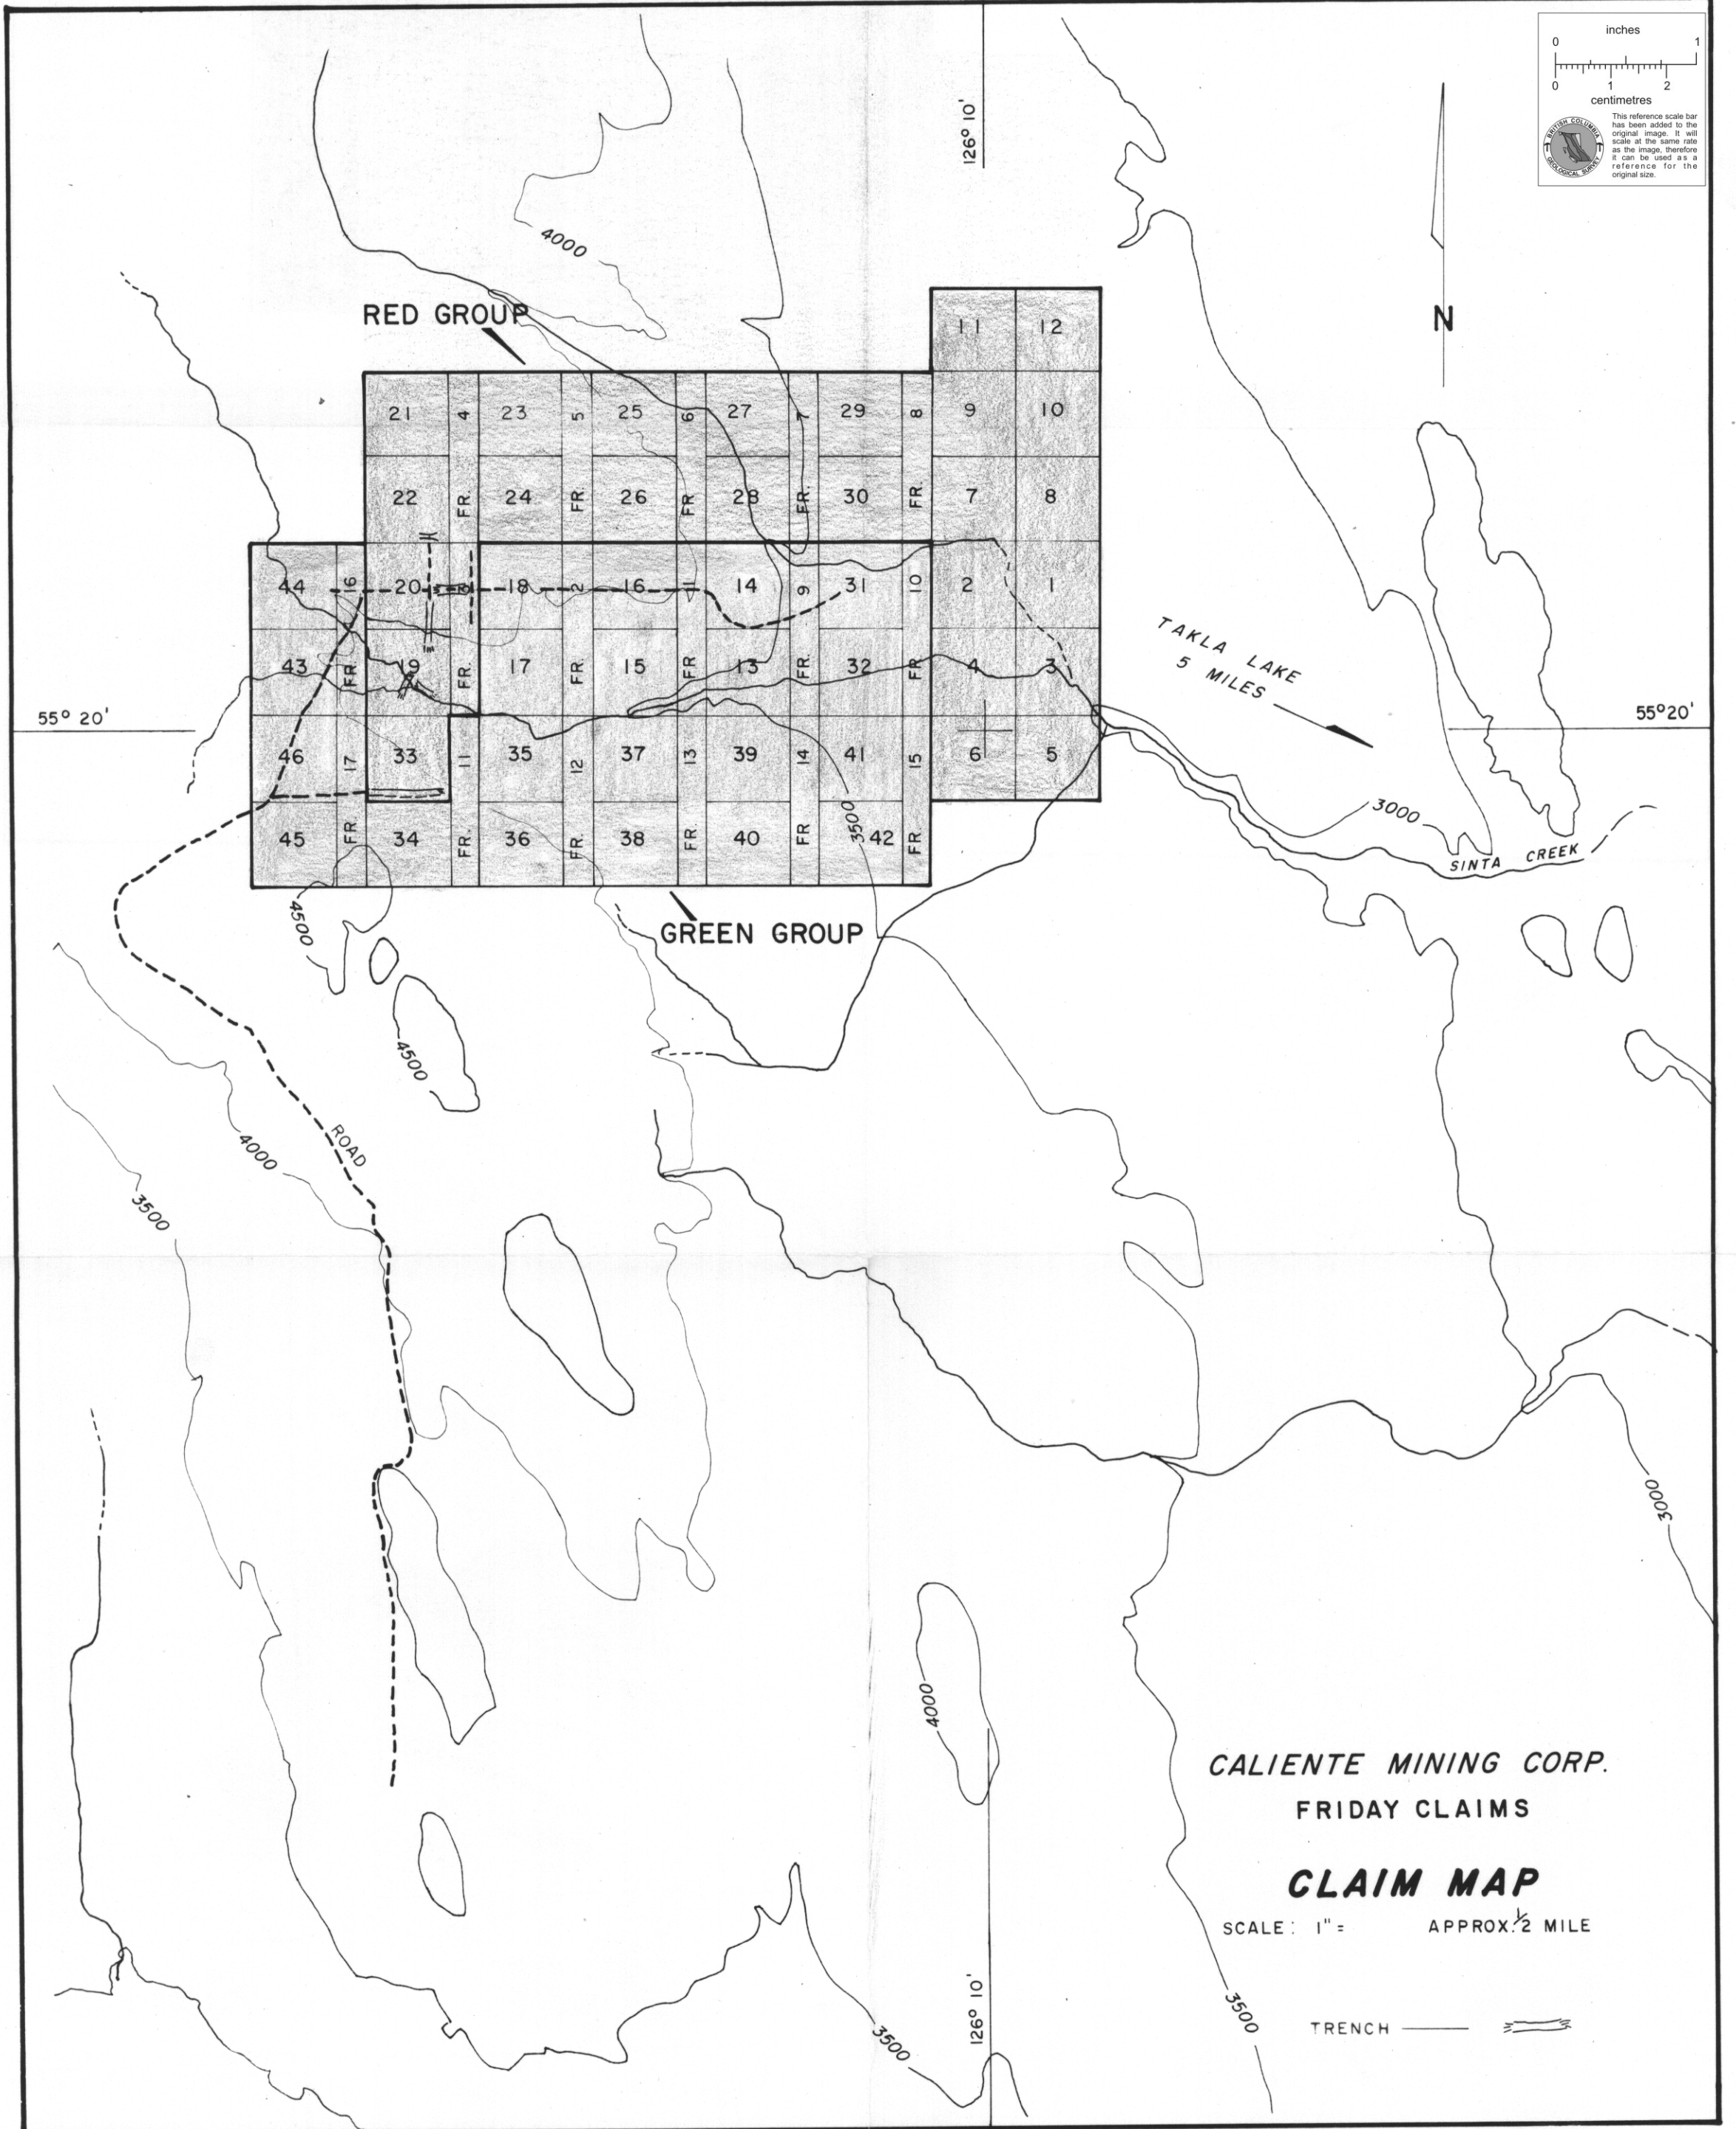 inches
0 1
0 1 2
centimetres
This reference scale bar
has been added to the
original image. It will
scale at the same rate
as the image, therefore
it can be used as a
reference for the
original size.
BRITISH COLUMBIA
GEOLOGICAL SURVEY
126° 10'
4000
RED GROUP
N
11 12
21 4 23 5 25 6 27 7 29 8 9 10
22 FR. 24 FR. 26 FR 28 FR. 30 FR. 7 8
44 16 20 18 2 16 1 14 9 31 10 2 1
43 FR. 19 FR. 17 FR. 15 FR 13 FR. 32 FR. 4 3
TAKLA LAKE
5 MILES
55° 20'
55°20'
46 17 33 11 35 12 37 13 39 14 41 15 6 5
45 FR. 34 FR. 36 FR. 38 FR. 40 FR 3500 42 FR
3000
SINTA CREEK
4500
GREEN GROUP
4500
ROAD
4000
3500
3000
4000
CALIENTE MINING CORP.
FRIDAY CLAIMS
CLAIM MAP
SCALE: 1" = APPROX. 1/2 MILE
126° 10'
3500
3500
TRENCH